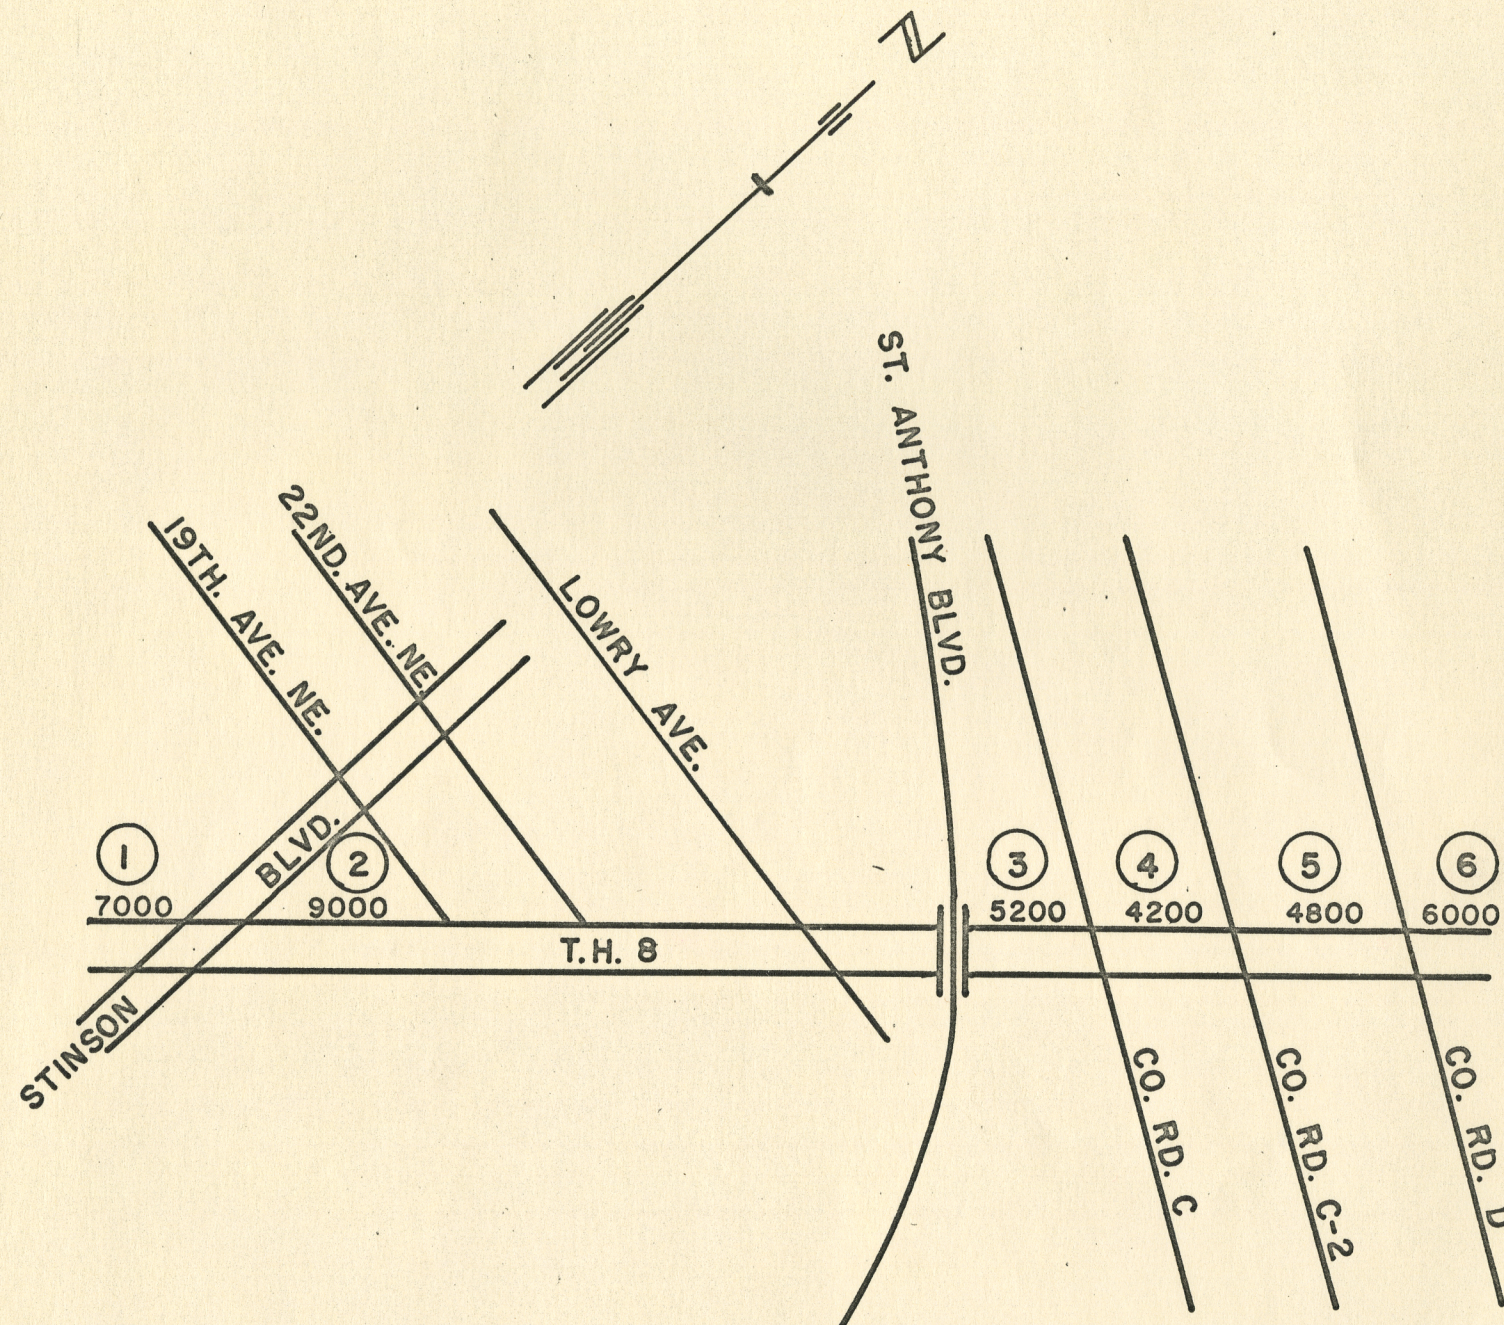 N
ST. ANTHONY BLVD.
19TH. AVE. NE.
22ND. AVE. NE.
LOWRY AVE.
STINSON BLVD.
1
2
3
4
5
6
7000
9000
5200
4200
4800
6000
T.H. 8
CO. RD. C
CO. RD. C-2
CO. RD. D